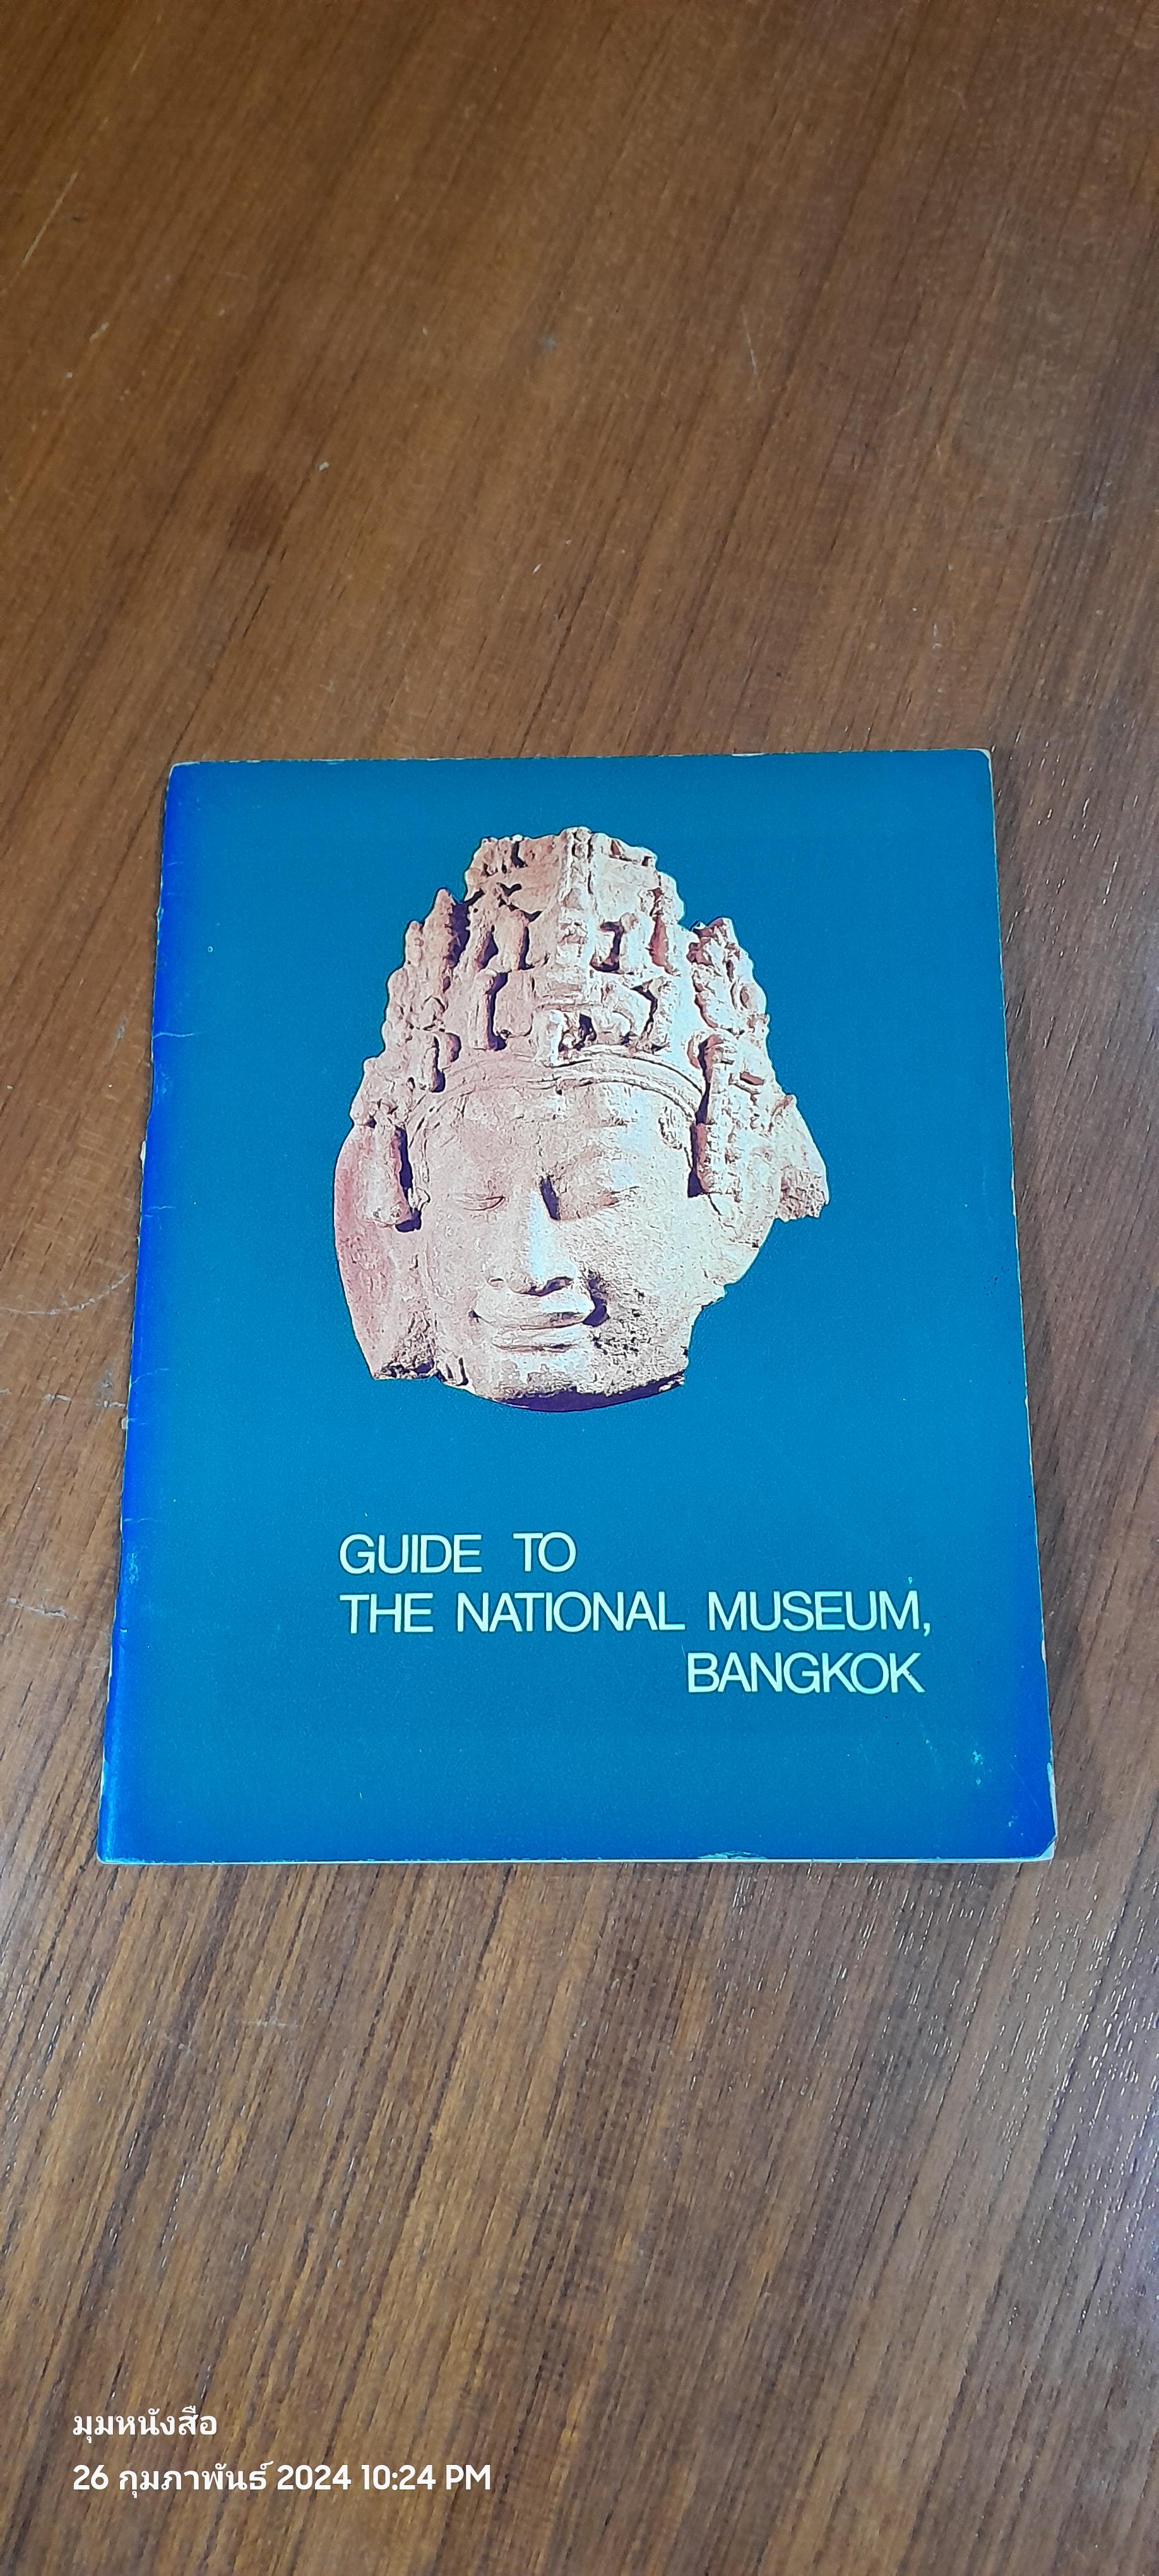 GUIDE TO
THE NATIONAL MUSEUM,
BANGKOK
มุมหนังสือ
26 กุมภาพันธ์ 2024 10:24 PM